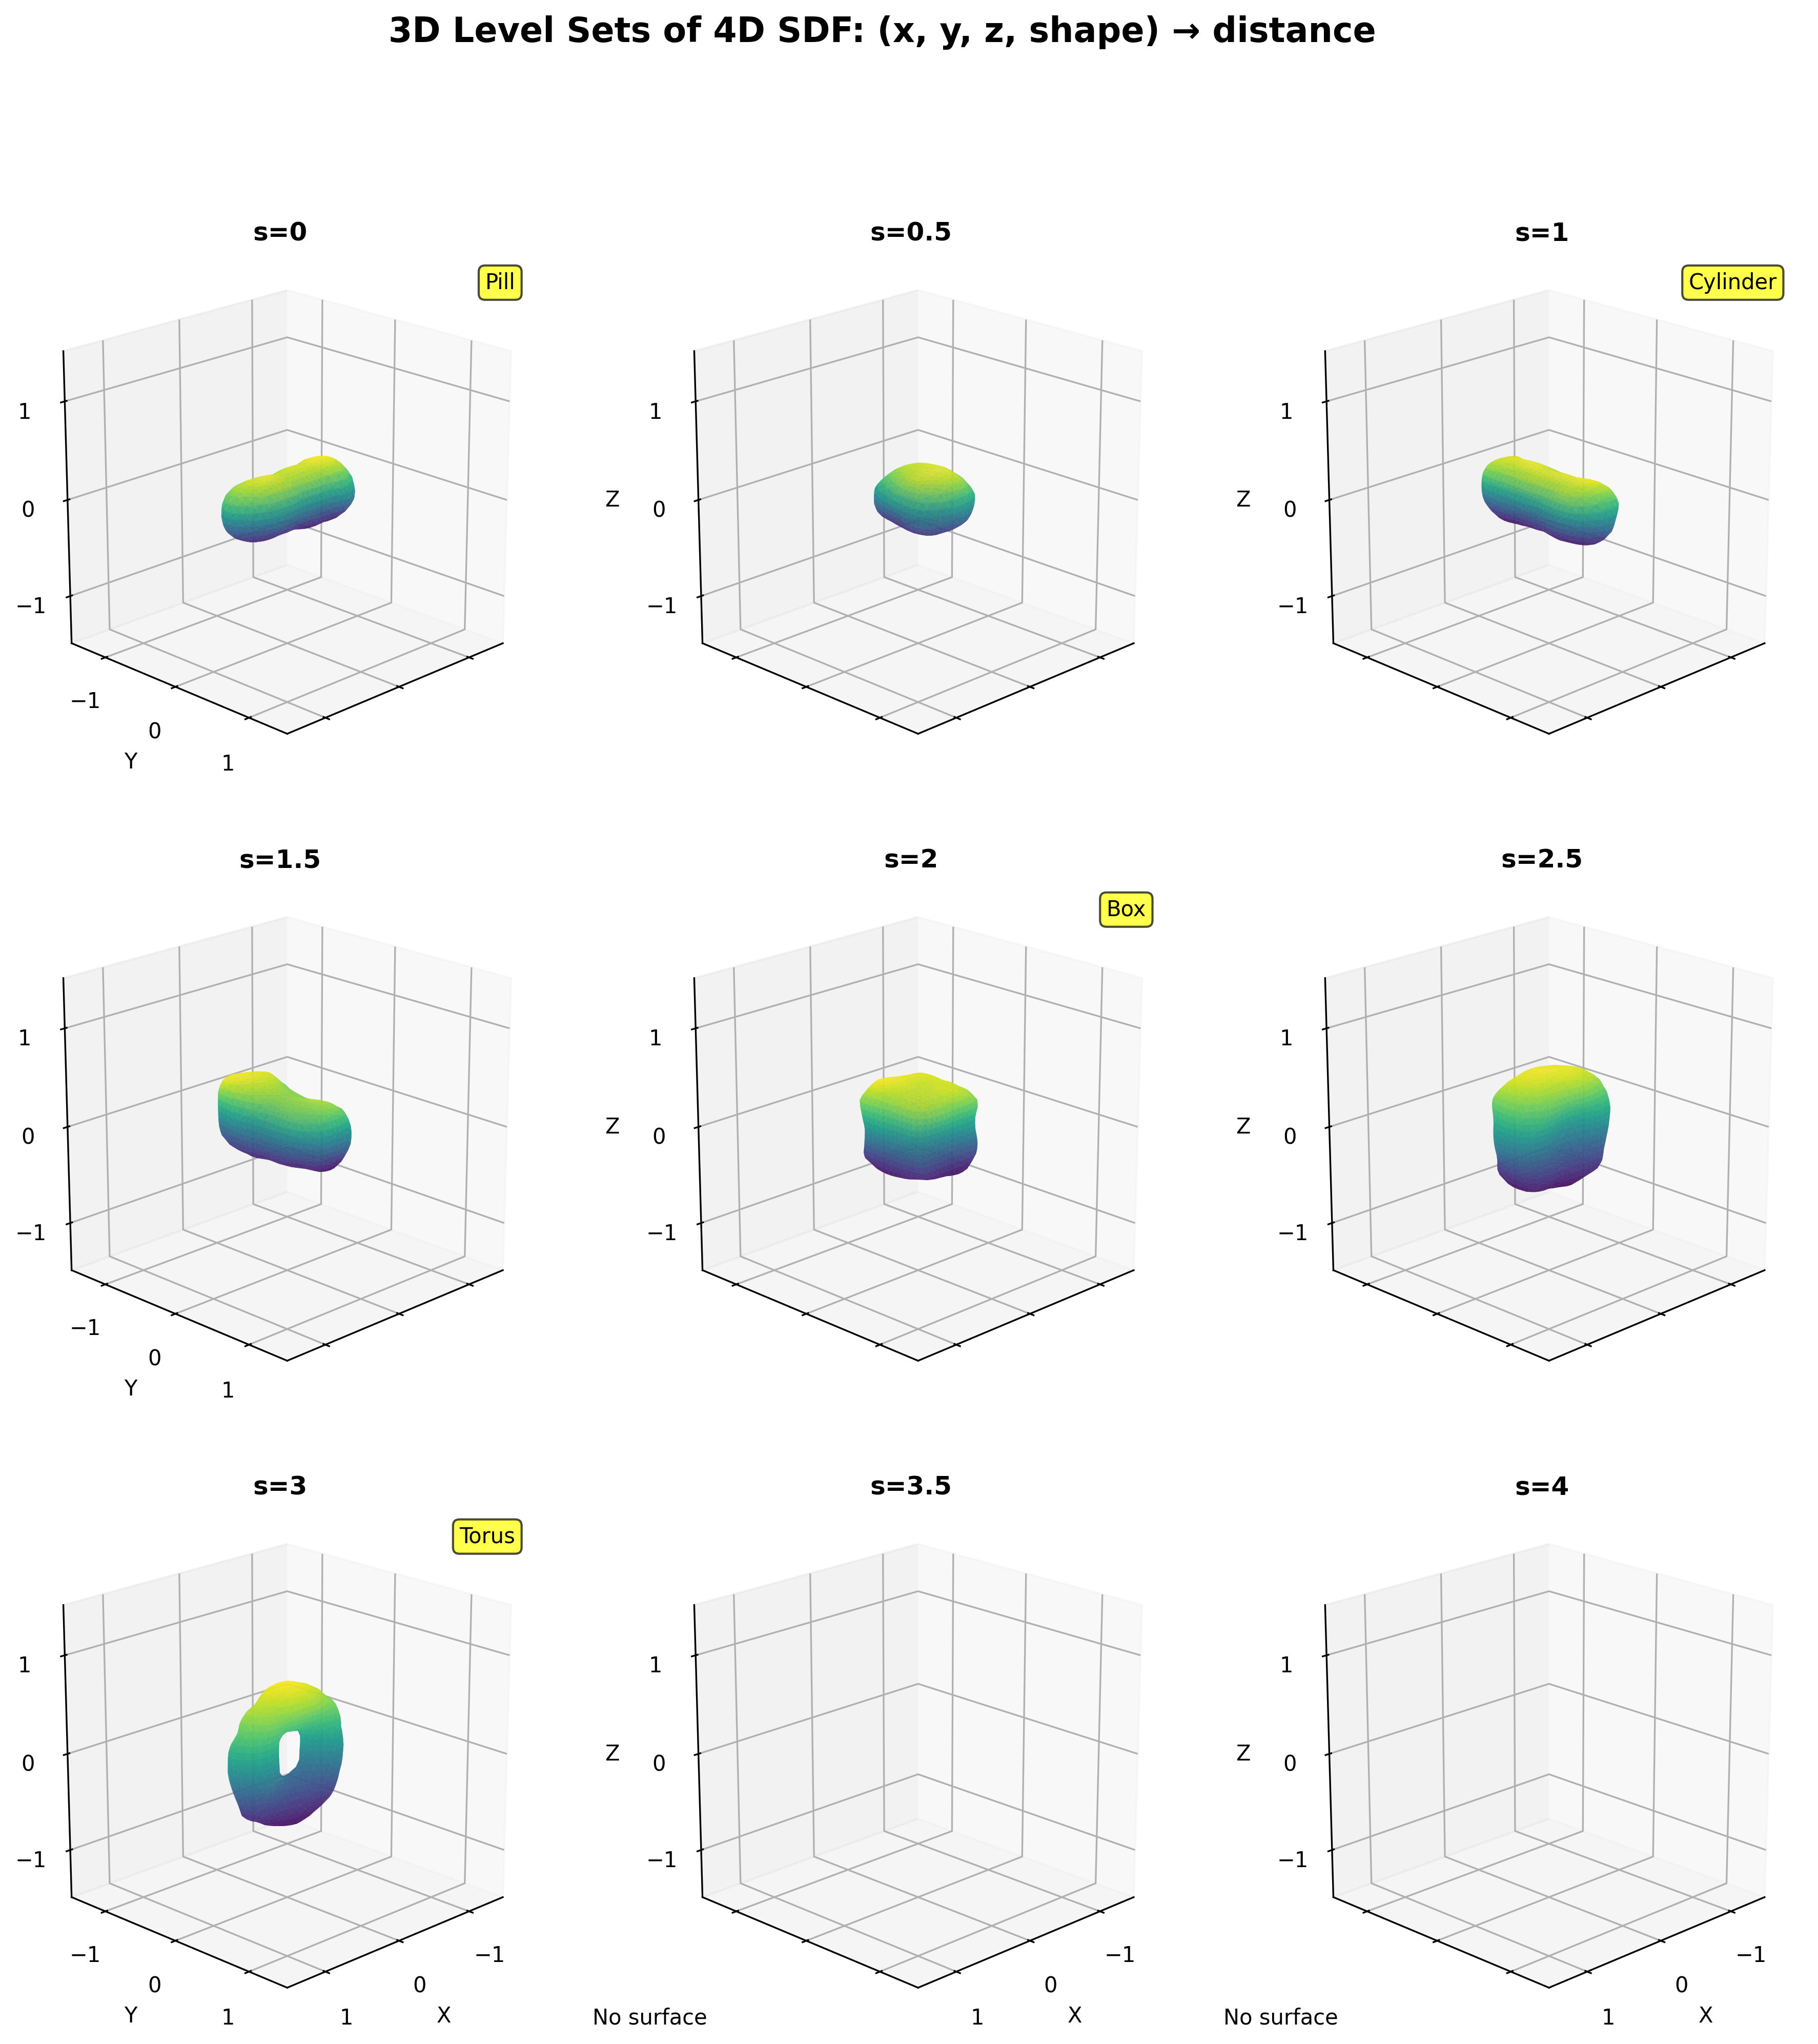 3D Level Sets of 4D SDF: (x, y, z, shape) → distance
s=0
Pill
1
0
−1
−1
0
1
Y
s=0.5
1
0
−1
Z
s=1
Cylinder
1
0
−1
Z
s=1.5
1
0
−1
−1
0
1
Y
s=2
Box
1
0
−1
Z
s=2.5
1
0
−1
Z
s=3
Torus
1
0
−1
−1
0
1
Y
−1
0
1
X
s=3.5
1
0
−1
Z
−1
0
1
X
No surface
s=4
1
0
−1
Z
−1
0
1
X
No surface